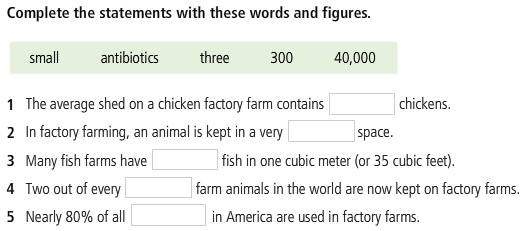 Complete the statements with these words and figures.
small antibiotics three 300 40,000
1 The average shed on a chicken factory farm contains chickens.
2 In factory farming, an animal is kept in a very space.
3 Many fish farms have fish in one cubic meter (or 35 cubic feet).
4 Two out of every farm animals in the world are now kept on factory farms.
5 Nearly 80% of all in America are used in factory farms.